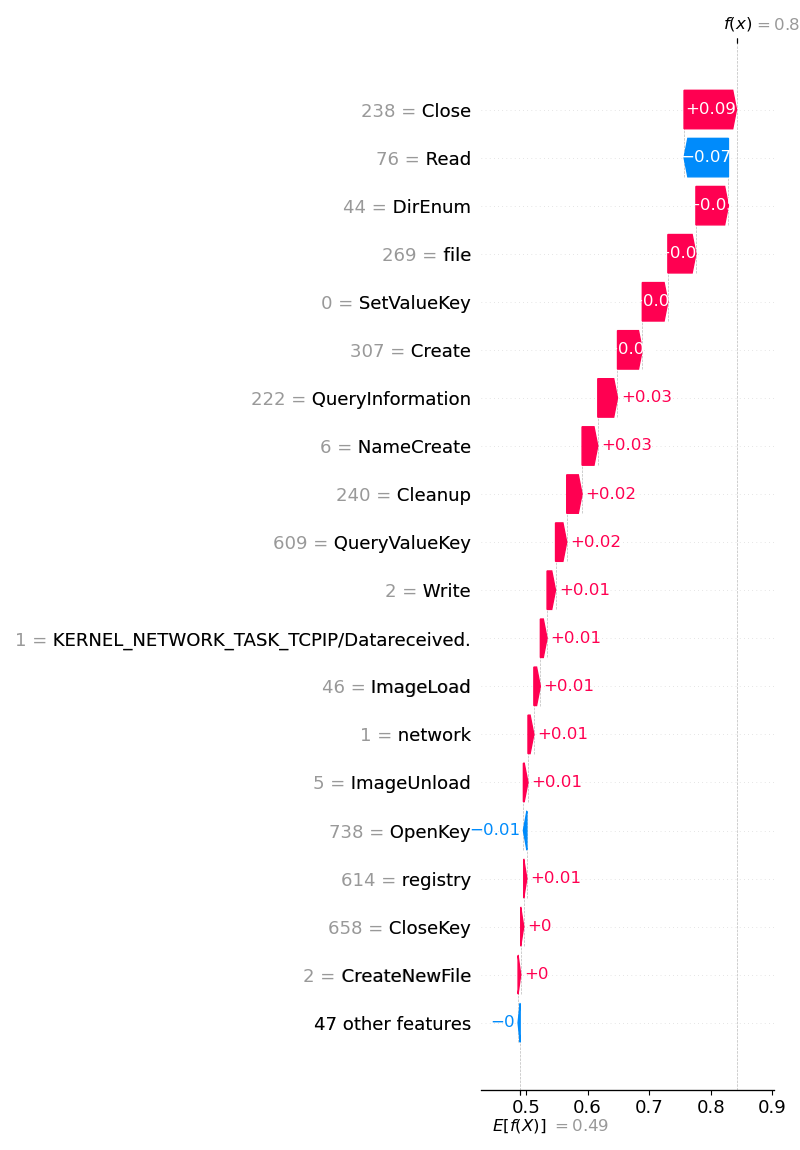 f(x) = 0.8
238 = Close +0.09
76 = Read −0.07
44 = DirEnum
269 = file
0 = SetValueKey
307 = Create
222 = QueryInformation +0.03
6 = NameCreate +0.03
240 = Cleanup +0.02
609 = QueryValueKey +0.02
2 = Write +0.01
1 = KERNEL_NETWORK_TASK_TCPIP/Datareceived. +0.01
46 = ImageLoad +0.01
1 = network +0.01
5 = ImageUnload +0.01
738 = OpenKey −0.01
614 = registry +0.01
658 = CloseKey +0
2 = CreateNewFile +0
47 other features −0
0.5 0.6 0.7 0.8 0.9
E[f(X)] = 0.49